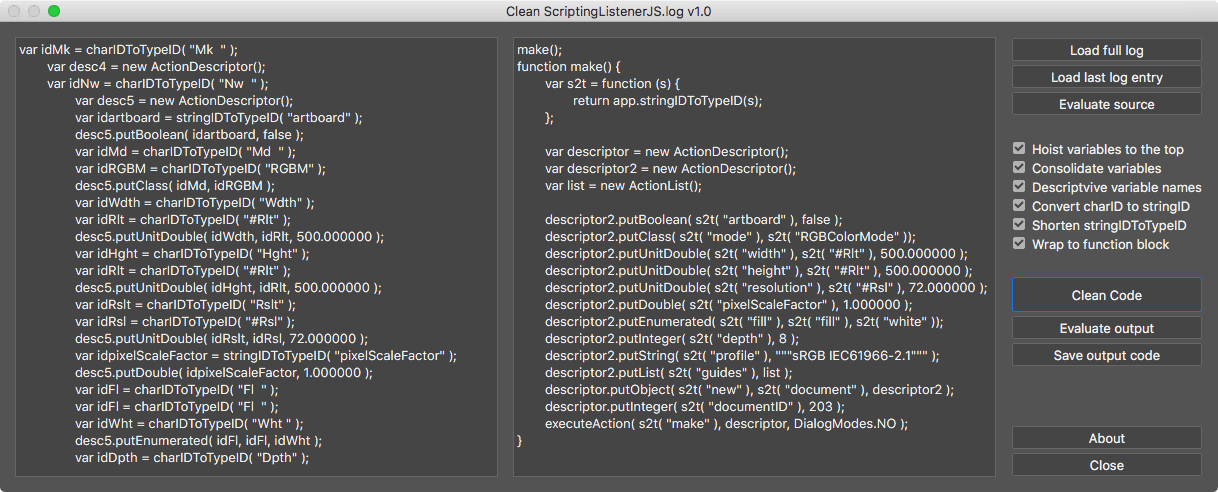 Clean ScriptingListenerJS.log v1.0
var idMk = charIDToTypeID( "Mk  " );
var desc4 = new ActionDescriptor();
var idNw = charIDToTypeID( "Nw  " );
var desc5 = new ActionDescriptor();
var idartboard = stringIDToTypeID( "artboard" );
desc5.putBoolean( idartboard, false );
var idMd = charIDToTypeID( "Md  " );
var idRGBM = charIDToTypeID( "RGBM" );
desc5.putClass( idMd, idRGBM );
var idWdth = charIDToTypeID( "Wdth" );
var idRlt = charIDToTypeID( "#Rlt" );
desc5.putUnitDouble( idWdth, idRlt, 500.000000 );
var idHght = charIDToTypeID( "Hght" );
var idRlt = charIDToTypeID( "#Rlt" );
desc5.putUnitDouble( idHght, idRlt, 500.000000 );
var idRslt = charIDToTypeID( "Rslt" );
var idRsl = charIDToTypeID( "#Rsl" );
desc5.putUnitDouble( idRslt, idRsl, 72.000000 );
var idpixelScaleFactor = stringIDToTypeID( "pixelScaleFactor" );
desc5.putDouble( idpixelScaleFactor, 1.000000 );
var idFl = charIDToTypeID( "Fl  " );
var idFl = charIDToTypeID( "Fl  " );
var idWht = charIDToTypeID( "Wht " );
desc5.putEnumerated( idFl, idFl, idWht );
var idDpth = charIDToTypeID( "Dpth" );
make();
function make() {
var s2t = function (s) {
return app.stringIDToTypeID(s);
};
var descriptor = new ActionDescriptor();
var descriptor2 = new ActionDescriptor();
var list = new ActionList();
descriptor2.putBoolean( s2t( "artboard" ), false );
descriptor2.putClass( s2t( "mode" ), s2t( "RGBColorMode" ));
descriptor2.putUnitDouble( s2t( "width" ), s2t( "#Rlt" ), 500.000000 );
descriptor2.putUnitDouble( s2t( "height" ), s2t( "#Rlt" ), 500.000000 );
descriptor2.putUnitDouble( s2t( "resolution" ), s2t( "#Rsl" ), 72.000000 );
descriptor2.putDouble( s2t( "pixelScaleFactor" ), 1.000000 );
descriptor2.putEnumerated( s2t( "fill" ), s2t( "fill" ), s2t( "white" ));
descriptor2.putInteger( s2t( "depth" ), 8 );
descriptor2.putString( s2t( "profile" ), """sRGB IEC61966-2.1""" );
descriptor2.putList( s2t( "guides" ), list );
descriptor.putObject( s2t( "new" ), s2t( "document" ), descriptor2 );
descriptor.putInteger( s2t( "documentID" ), 203 );
executeAction( s2t( "make" ), descriptor, DialogModes.NO );
}
Load full log
Load last log entry
Evaluate source
Hoist variables to the top
Consolidate variables
Descriptvive variable names
Convert charID to stringID
Shorten stringIDToTypeID
Wrap to function block
Clean Code
Evaluate output
Save output code
About
Close